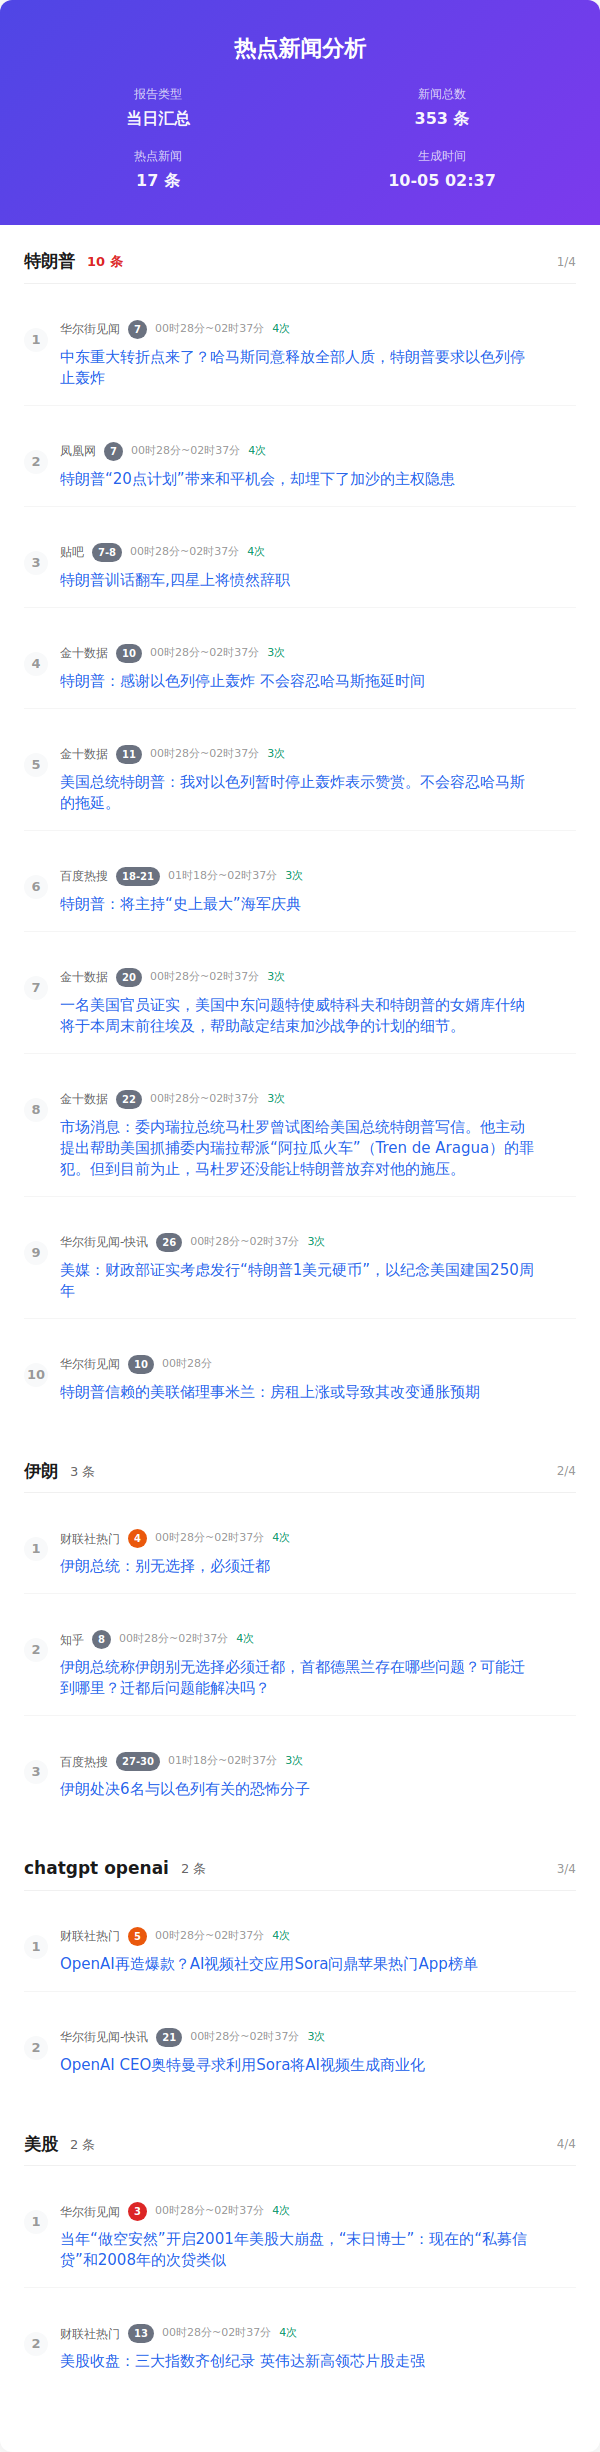 热点新闻分析
报告类型
新闻总数
当日汇总
353 条
热点新闻
生成时间
17 条
10-05 02:37
特朗普 10 条 1/4
1 华尔街见闻 7 00时28分~02时37分 4次
中东重大转折点来了？哈马斯同意释放全部人质，特朗普要求以色列停
止轰炸
2 凤凰网 7 00时28分~02时37分 4次
特朗普“20点计划”带来和平机会，却埋下了加沙的主权隐患
3 贴吧 7-8 00时28分~02时37分 4次
特朗普训话翻车,四星上将愤然辞职
4 金十数据 10 00时28分~02时37分 3次
特朗普：感谢以色列停止轰炸 不会容忍哈马斯拖延时间
5 金十数据 11 00时28分~02时37分 3次
美国总统特朗普：我对以色列暂时停止轰炸表示赞赏。不会容忍哈马斯
的拖延。
6 百度热搜 18-21 01时18分~02时37分 3次
特朗普：将主持“史上最大”海军庆典
7 金十数据 20 00时28分~02时37分 3次
一名美国官员证实，美国中东问题特使威特科夫和特朗普的女婿库什纳
将于本周末前往埃及，帮助敲定结束加沙战争的计划的细节。
8 金十数据 22 00时28分~02时37分 3次
市场消息：委内瑞拉总统马杜罗曾试图给美国总统特朗普写信。他主动
提出帮助美国抓捕委内瑞拉帮派“阿拉瓜火车”（Tren de Aragua）的罪
犯。但到目前为止，马杜罗还没能让特朗普放弃对他的施压。
9 华尔街见闻-快讯 26 00时28分~02时37分 3次
美媒：财政部证实考虑发行“特朗普1美元硬币”，以纪念美国建国250周
年
10 华尔街见闻 10 00时28分
特朗普信赖的美联储理事米兰：房租上涨或导致其改变通胀预期
伊朗 3 条 2/4
1 财联社热门 4 00时28分~02时37分 4次
伊朗总统：别无选择，必须迁都
2 知乎 8 00时28分~02时37分 4次
伊朗总统称伊朗别无选择必须迁都，首都德黑兰存在哪些问题？可能迁
到哪里？迁都后问题能解决吗？
3 百度热搜 27-30 01时18分~02时37分 3次
伊朗处决6名与以色列有关的恐怖分子
chatgpt openai 2 条 3/4
1 财联社热门 5 00时28分~02时37分 4次
OpenAI再造爆款？AI视频社交应用Sora问鼎苹果热门App榜单
2 华尔街见闻-快讯 21 00时28分~02时37分 3次
OpenAI CEO奥特曼寻求利用Sora将AI视频生成商业化
美股 2 条 4/4
1 华尔街见闻 3 00时28分~02时37分 4次
当年“做空安然”开启2001年美股大崩盘，“末日博士”：现在的“私募信
贷”和2008年的次贷类似
2 财联社热门 13 00时28分~02时37分 4次
美股收盘：三大指数齐创纪录 英伟达新高领芯片股走强